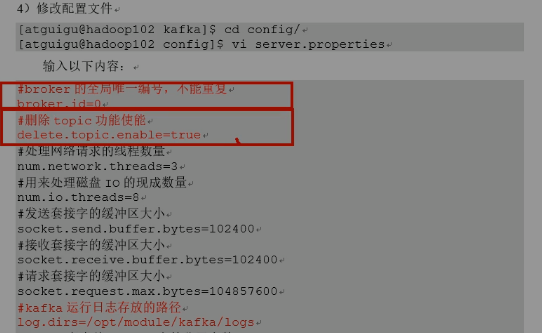 4）修改配置文件
[atguigu@hadoop102 kafka]$ cd config/
[atguigu@hadoop102 config]$ vi server.properties
输入以下内容：
#broker 的全局唯一编号，不能重复
broker.id=0
#删除 topic 功能使能
delete.topic.enable=true
#处理网络请求的线程数量
num.network.threads=3
#用来处理磁盘 IO 的现成数量
num.io.threads=8
#发送套接字的缓冲区大小
socket.send.buffer.bytes=102400
#接收套接字的缓冲区大小
socket.receive.buffer.bytes=102400
#请求套接字的缓冲区大小
socket.request.max.bytes=104857600
#kafka 运行日志存放的路径
log.dirs=/opt/module/kafka/logs